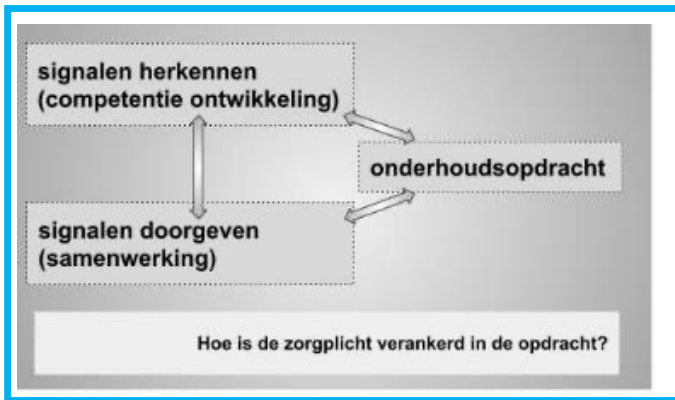 signalen herkennen
(competentie ontwikkeling)
onderhoudsopdracht
signalen doorgeven
(samenwerking)
Hoe is de zorgplicht verankerd in de opdracht?